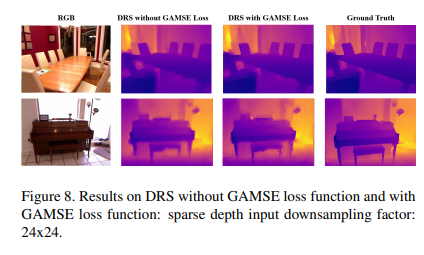 RGB DRS without GAMSE Loss DRS with GAMSE Loss Ground Truth
Figure 8. Results on DRS without GAMSE loss function and with
GAMSE loss function: sparse depth input downsampling factor:
24x24.